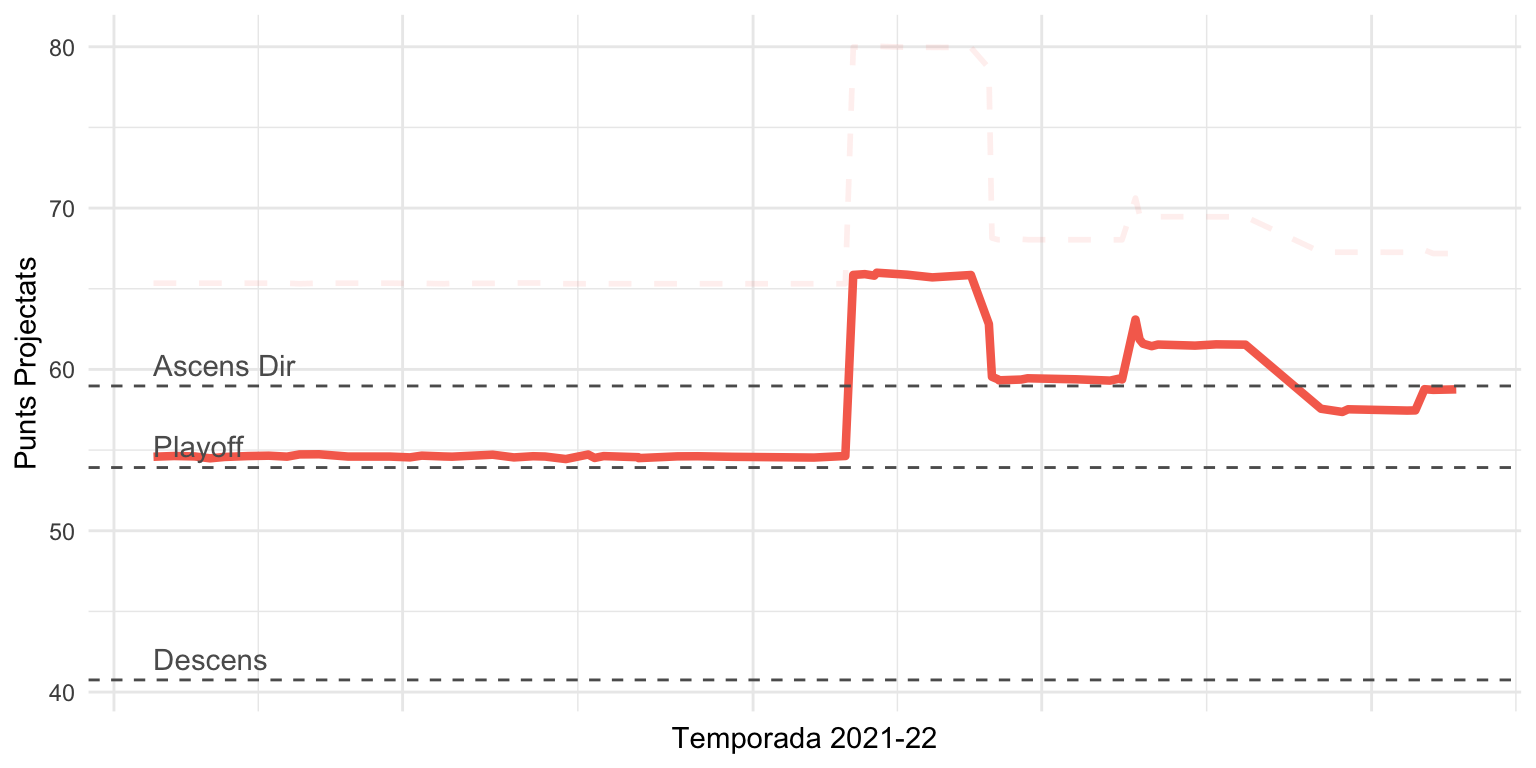 80
70
60
50
40
Punts Projectats
Ascens Dir
Playoff
Descens
Temporada 2021-22